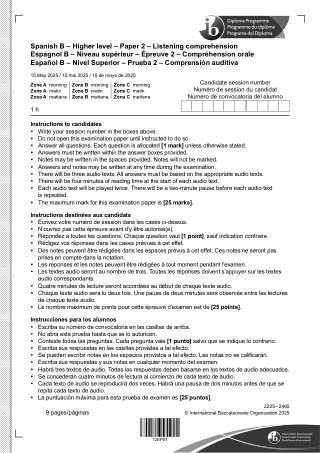 Diploma Programme
Programme du diplôme
Programa del Diploma
Spanish B – Higher level – Paper 2 – Listening comprehension
Espagnol B – Niveau supérieur – Épreuve 2 – Compréhension orale
Español B – Nivel Superior – Prueba 2 – Comprensión auditiva
15 May 2025 / 15 mai 2025 / 15 de mayo de 2025
Zone A morning | Zone B morning | Zone C morning
Zone A matin | Zone B matin | Zone C matin
Zona A mañana | Zona B mañana | Zona C mañana
Candidate session number
Numéro de session du candidat
Número de convocatoria del alumno
1 h
Instructions to candidates
• Write your session number in the boxes above.
• Do not open this examination paper until instructed to do so.
• Answer all questions. Each question is allocated [1 mark] unless otherwise stated.
• Answers must be written within the answer boxes provided.
• Notes may be written in the spaces provided. Notes will not be marked.
• Answers and notes may be written at any time during the examination.
• There will be three audio texts. All answers must be based on the appropriate audio texts.
• There will be four minutes of reading time at the start of each audio text.
• Each audio text will be played twice. There will be a two-minute pause before each audio text
is repeated.
• The maximum mark for this examination paper is [25 marks].
Instructions destinées aux candidats
• Écrivez votre numéro de session dans les cases ci-dessus.
• N'ouvrez pas cette épreuve avant d'y être autorisé(e).
• Répondez à toutes les questions. Chaque question vaut [1 point], sauf indication contraire.
• Rédigez vos réponses dans les cases prévues à cet effet.
• Des notes peuvent être rédigées dans les espaces prévus à cet effet. Ces notes ne seront pas
prises en compte dans la notation.
• Les réponses et les notes peuvent être rédigées à tout moment pendant l'examen.
• Les textes audio seront au nombre de trois. Toutes les réponses doivent s'appuyer sur les textes
audio correspondants.
• Quatre minutes de lecture seront accordées au début de chaque texte audio.
• Chaque texte audio sera lu deux fois. Une pause de deux minutes sera observée entre les lectures
de chaque texte audio.
• Le nombre maximum de points pour cette épreuve d'examen est de [25 points].
Instrucciones para los alumnos
• Escriba su número de convocatoria en las casillas de arriba.
• No abra esta prueba hasta que se lo autoricen.
• Conteste todas las preguntas. Cada pregunta vale [1 punto] salvo que se indique lo contrario.
• Escriba sus respuestas en las casillas provistas a tal efecto.
• Se pueden escribir notas en los espacios provistos a tal efecto. Las notas no se calificarán.
• Escriba sus respuestas y sus notas en cualquier momento del examen.
• Habrá tres textos de audio. Todas las respuestas deben basarse en los textos de audio adecuados.
• Se concederán cuatro minutos de lectura al comienzo de cada texto de audio.
• Cada texto de audio se reproducirá dos veces. Habrá una pausa de dos minutos antes de que se
repita cada texto de audio.
• La puntuación máxima para esta prueba de examen es [25 puntos].
9 pages/páginas
2225 – 2465
© International Baccalaureate Organization 2025
12EP01
International Baccalaureate
Baccalauréat International
Bachillerato Internacional